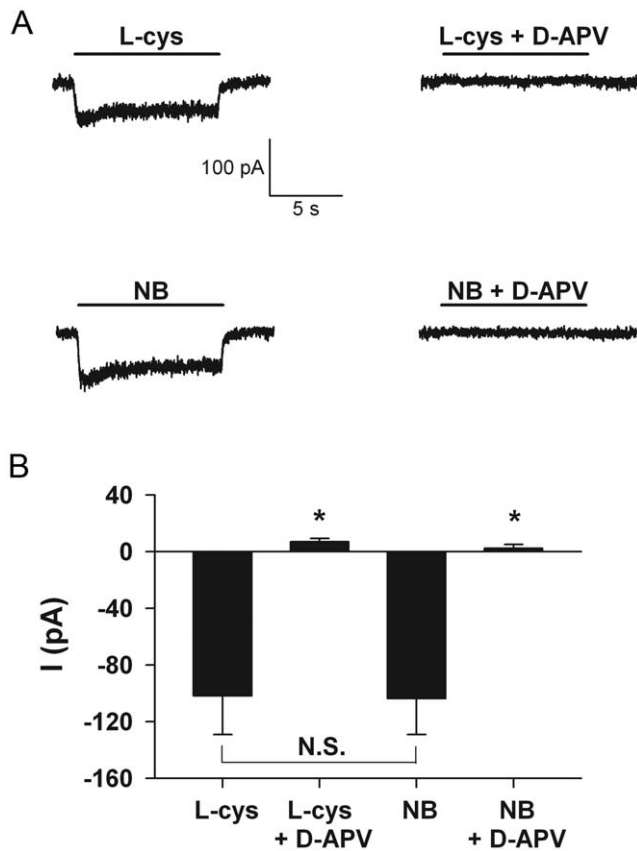 A
L-cys
L-cys + D-APV
100 pA
5 s
NB
NB + D-APV
B
40
0
-40
-80
-120
-160
I (pA)
*
*
N.S.
L-cys
L-cys
+ D-APV
NB
NB
+ D-APV